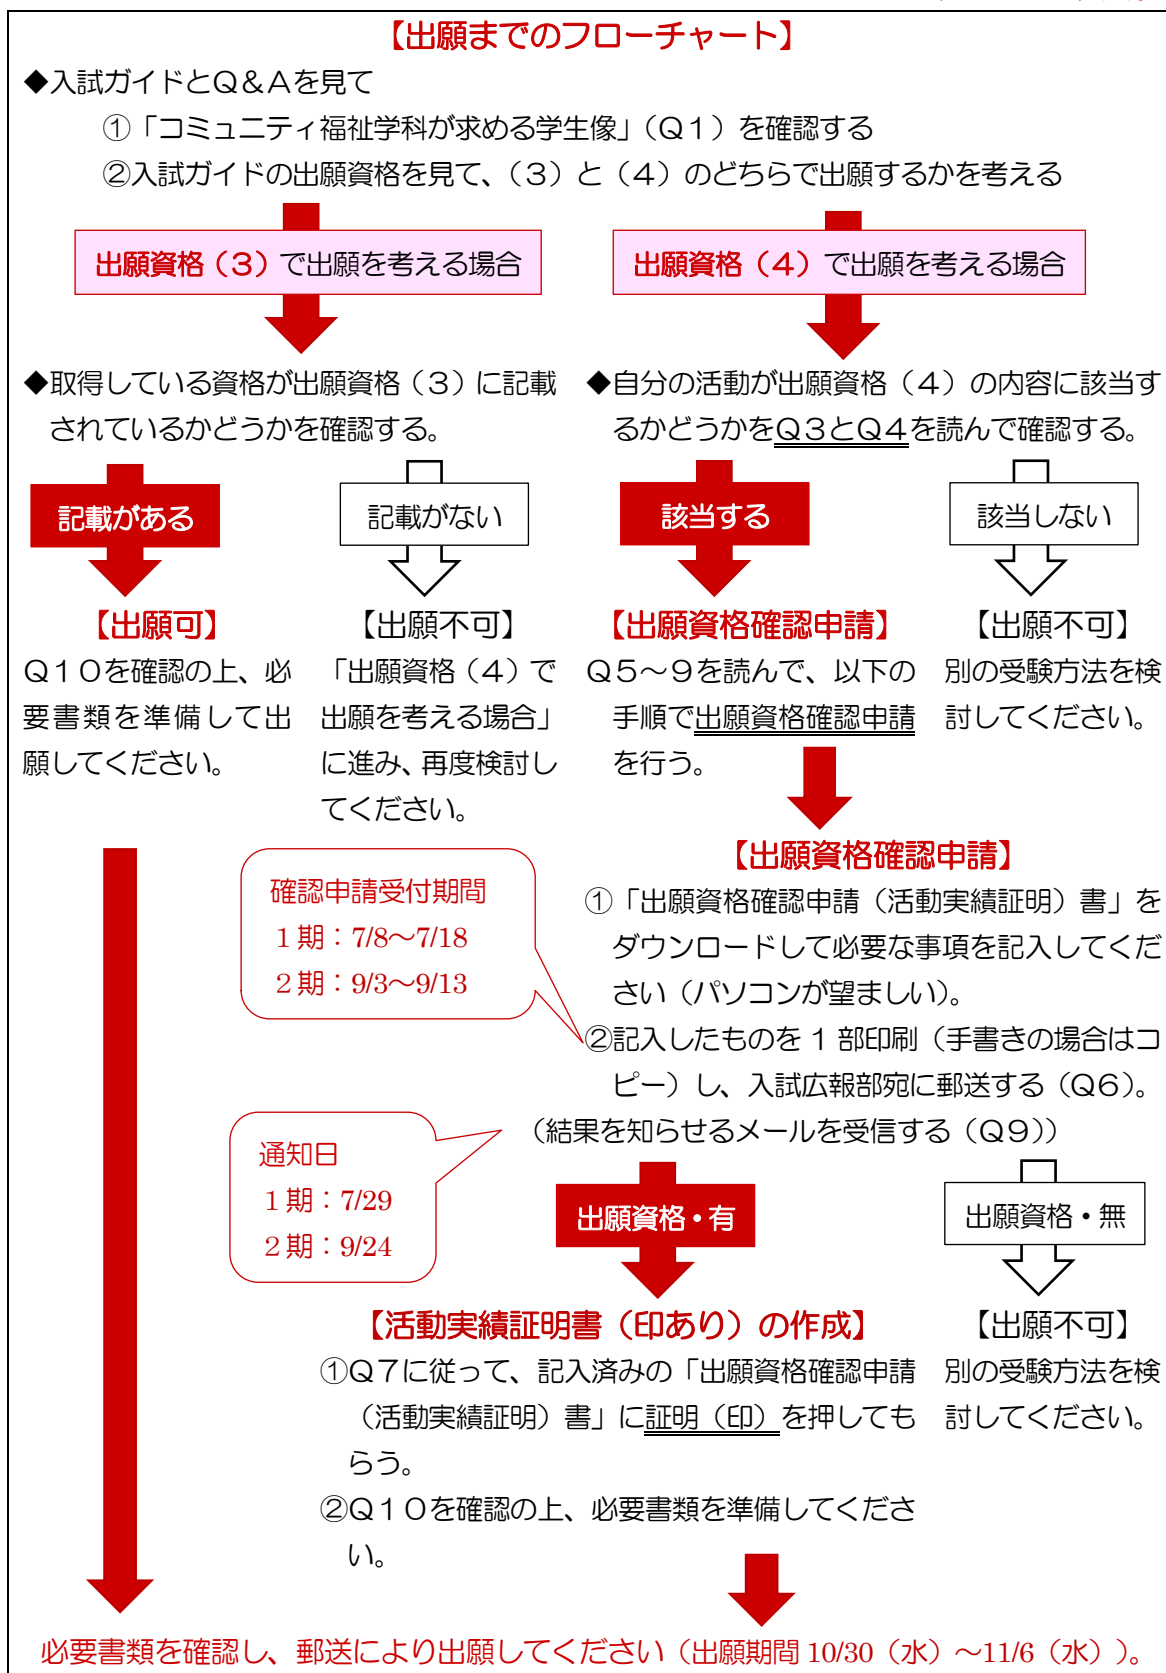 【出願までのフローチャート】
◆入試ガイドとQ&Aを見て
①「コミュニティ福祉学科が求める学生像」（Q１）を確認する
②入試ガイドの出願資格を見て、（３）と（４）のどちらで出願するかを考える
出願資格（３）で出願を考える場合
◆取得している資格が出願資格（３）に記載
されているかどうかを確認する。
記載がある
記載がない
【出願可】
Q１０を確認の上、必
要書類を準備して出
願してください。
【出願不可】
「出願資格（４）で
出願を考える場合」
に進み、再度検討し
てください。
出願資格（４）で出願を考える場合
◆自分の活動が出願資格（４）の内容に該当す
るかどうかをQ３とQ４を読んで確認する。
該当する
該当しない
【出願資格確認申請】
Q５～９を読んで、以下の
手順で出願資格確認申請
を行う。
【出願不可】
別の受験方法を検
討してください。
【出願資格確認申請】
①「出願資格確認申請（活動実績証明）書」を
ダウンロードして必要な事項を記入してくだ
さい（パソコンが望ましい）。
確認申請受付期間
１期：7/8～7/18
２期：9/3～9/13
②記入したものを 1 部印刷（手書きの場合はコ
ピー）し、入試広報部宛に郵送する（Q６）。
（結果を知らせるメールを受信する（Q９））
通知日
１期：7/29
２期：9/24
出願資格・有
出願資格・無
【活動実績証明書（印あり）の作成】
①Q７に従って、記入済みの「出願資格確認申請
（活動実績証明）書」に証明（印）を押しても
らう。
②Q１０を確認の上、必要書類を準備してくださ
い。
【出願不可】
別の受験方法を検
討してください。
必要書類を確認し、郵送により出願してください（出願期間 10/30（水）～11/6（水））。